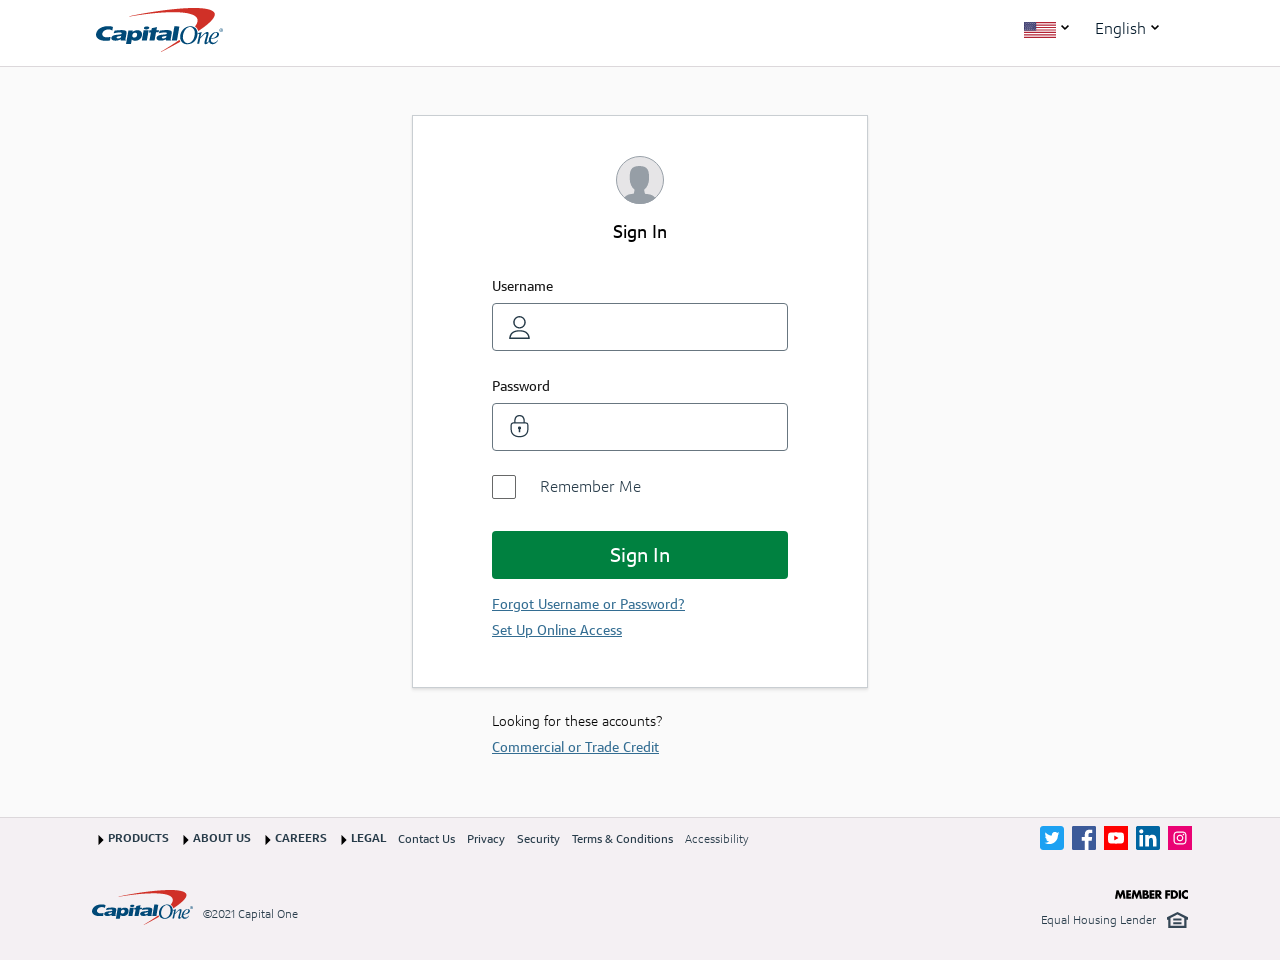 Capital One®
English
Sign In
Username
Password
Remember Me
Sign In
Forgot Username or Password?
Set Up Online Access
Looking for these accounts?
Commercial or Trade Credit
PRODUCTS ABOUT US CAREERS LEGAL Contact Us Privacy Security Terms & Conditions Accessibility
MEMBER FDIC
Capital One® ©2021 Capital One
Equal Housing Lender